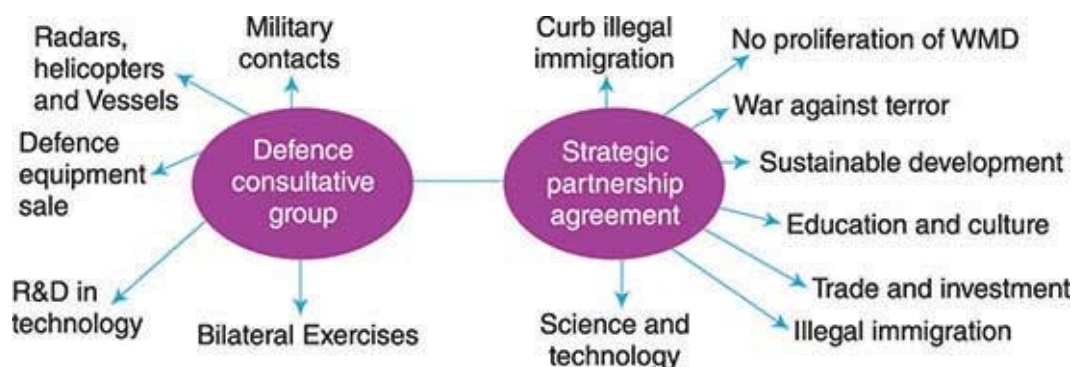 Radars,
helicopters
and Vessels
Military
contacts
Defence
equipment
sale
Defence
consultative
group
R&D in
technology
Bilateral Exercises
Curb illegal
immigration
No proliferation of WMD
War against terror
Strategic
partnership
agreement
Sustainable development
Education and culture
Trade and investment
Illegal immigration
Science and
technology